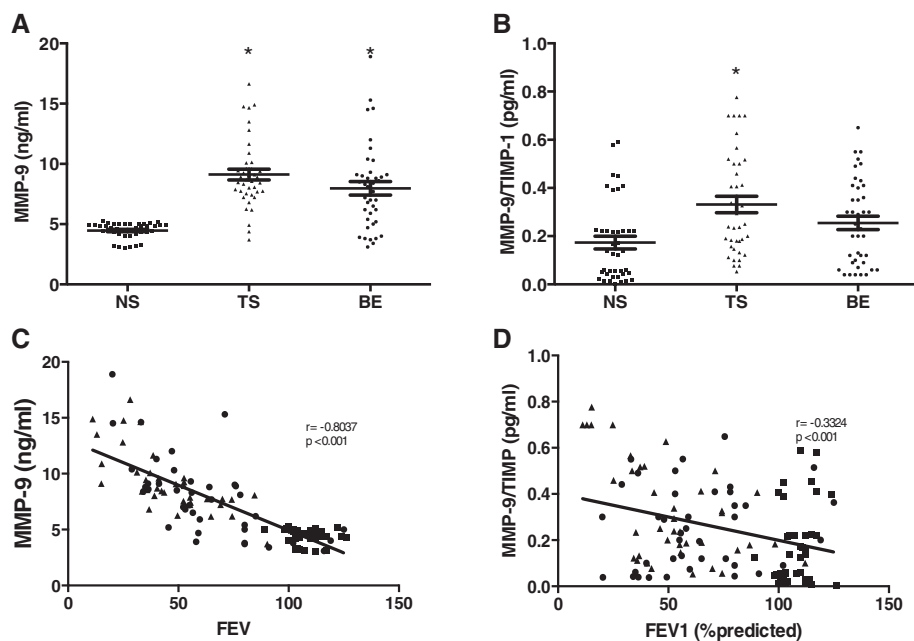 A
B
MMP-9 (ng/ml)
20
15
10
5
0
*
*
NS
TS
BE
MMP-9/TIMP-1 (pg/ml)
1.0
0.8
0.6
0.4
0.2
0.0
*
NS
TS
BE
C
D
MMP-9 (ng/ml)
20
15
10
5
0
r= -0.8037
p <0.001
0
50
100
150
FEV
MMP-9/TIMP (pg/ml)
1.0
0.8
0.6
0.4
0.2
0.0
r= -0.3324
p <0.001
0
50
100
150
FEV1 (%predicted)